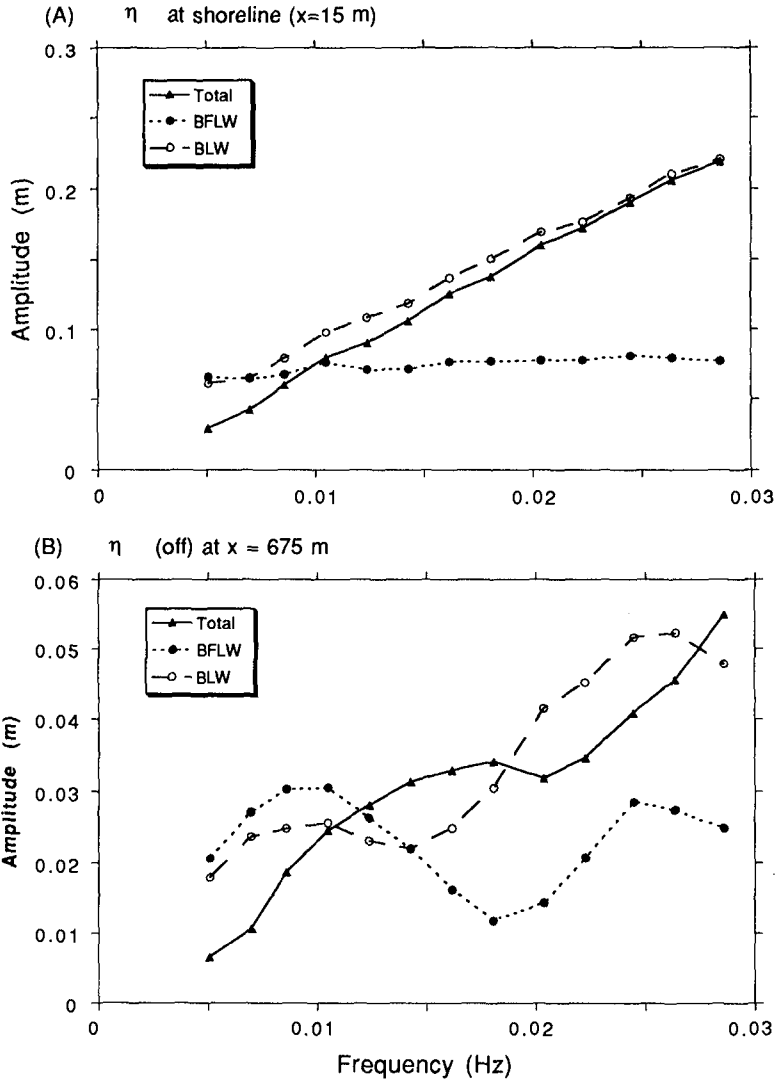 (A) η at shoreline (x=15 m)
0.3
Total
BFLW
BLW
0.2
Amplitude (m)
0.1
0
0 0.01 0.02 0.03
(B) η (off) at x = 675 m
0.06
Total
BFLW
BLW
0.05
0.04
Amplitude (m)
0.03
0.02
0.01
0
0 0.01 0.02 0.03
Frequency (Hz)